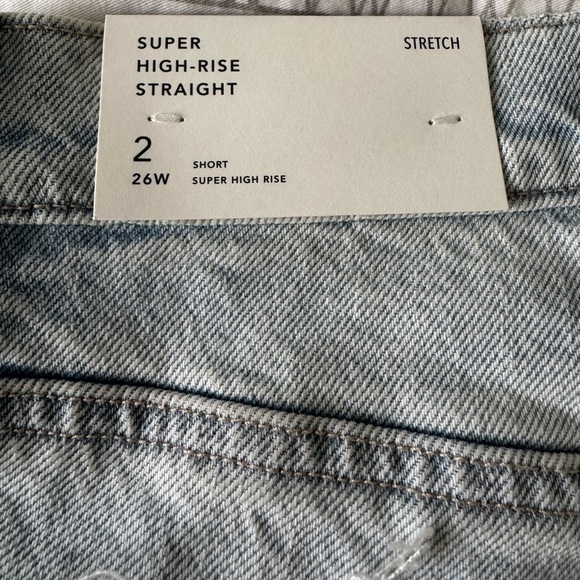 SUPER
HIGH-RISE
STRAIGHT
STRETCH
2
SHORT
26W
SUPER HIGH RISE